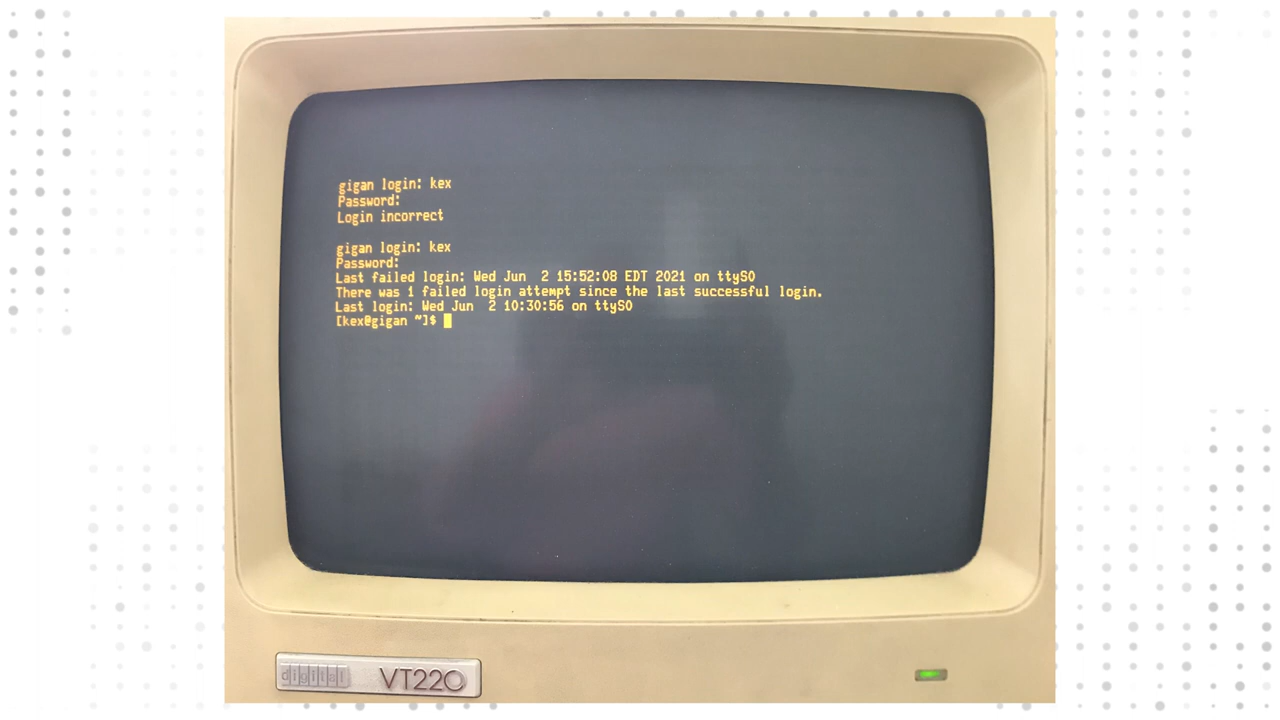 gigan login: kex
Password:
Login incorrect
gigan login: kex
Password:
Last failed login: Wed Jun  2 15:52:08 EDT 2021 on ttyS0
There was 1 failed login attempt since the last successful login.
Last login: Wed Jun  2 10:30:56 on ttyS0
[kex@gigan ~]$
digital VT220